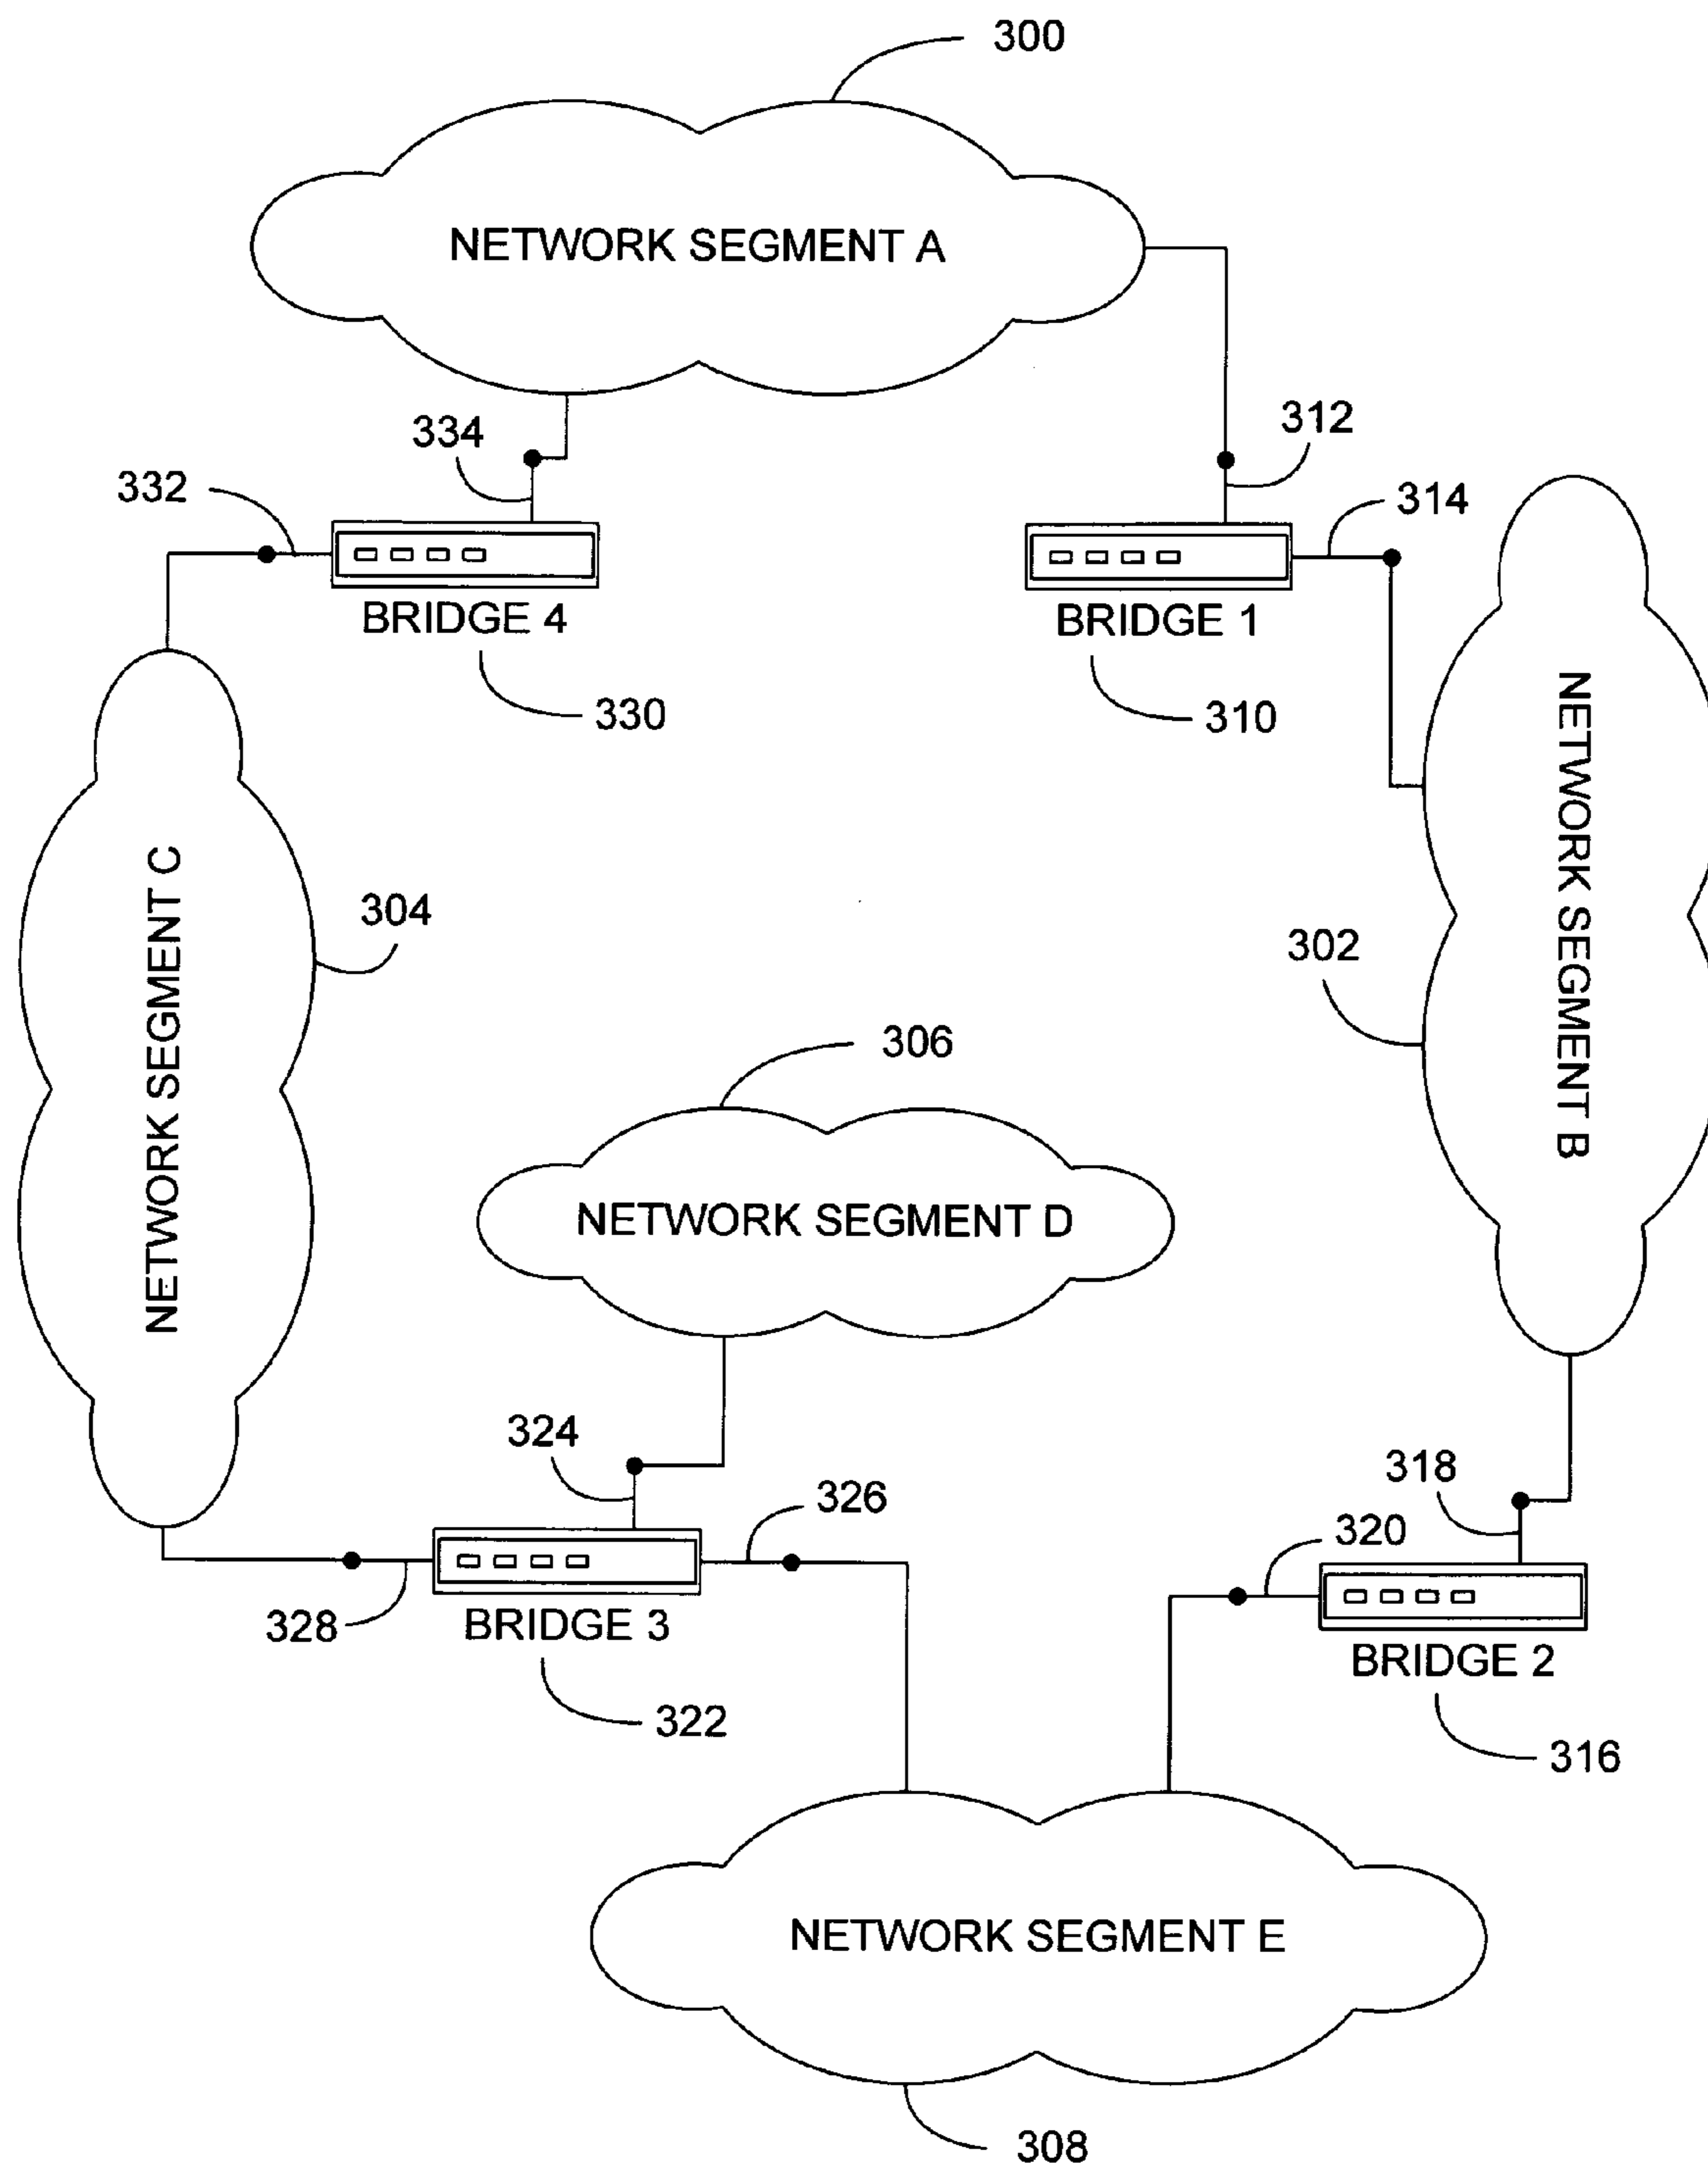 300
NETWORK SEGMENT A
334
312
332
314
BRIDGE 4
BRIDGE 1
330
310
NETWORK SEGMENT C
304
NETWORK SEGMENT B
302
306
NETWORK SEGMENT D
324
326
318
320
328
BRIDGE 3
BRIDGE 2
322
316
NETWORK SEGMENT E
308